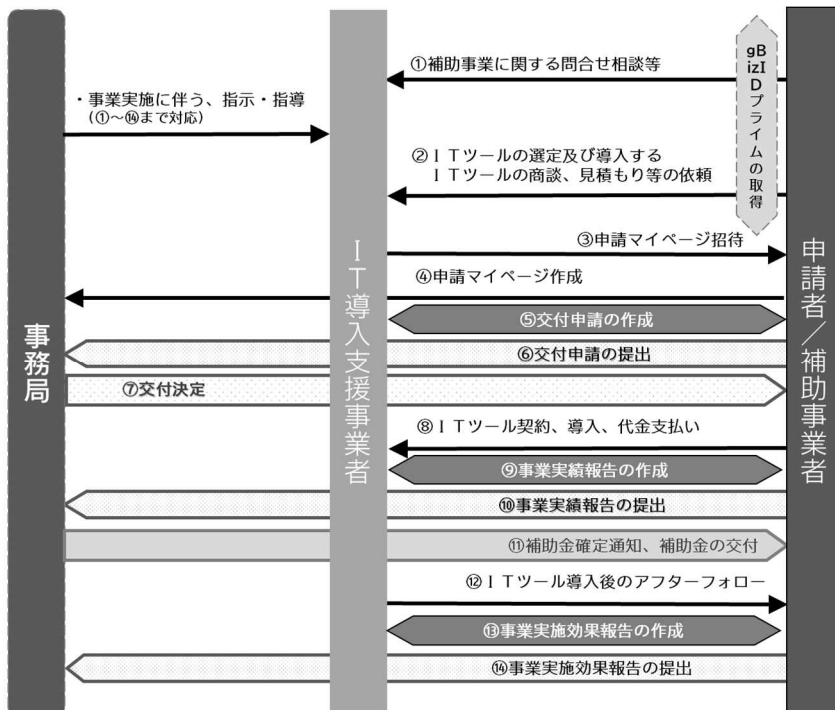 ①補助事業に関する問合せ相談等
gBizIDプライムの取得
・事業実施に伴う、指示・指導
(①～⑭まで対応)
②ＩＴツールの選定及び導入する
ＩＴツールの商談、見積もり等の依頼
③申請マイページ招待
④申請マイページ作成
⑤交付申請の作成
⑥交付申請の提出
⑦交付決定
事務局
ＩＴ導入支援事業者
申請者／補助事業者
⑧ＩＴツール契約、導入、代金支払い
⑨事業実績報告の作成
⑩事業実績報告の提出
⑪補助金確定通知、補助金の交付
⑫ＩＴツール導入後のアフターフォロー
⑬事業実施効果報告の作成
⑭事業実施効果報告の提出